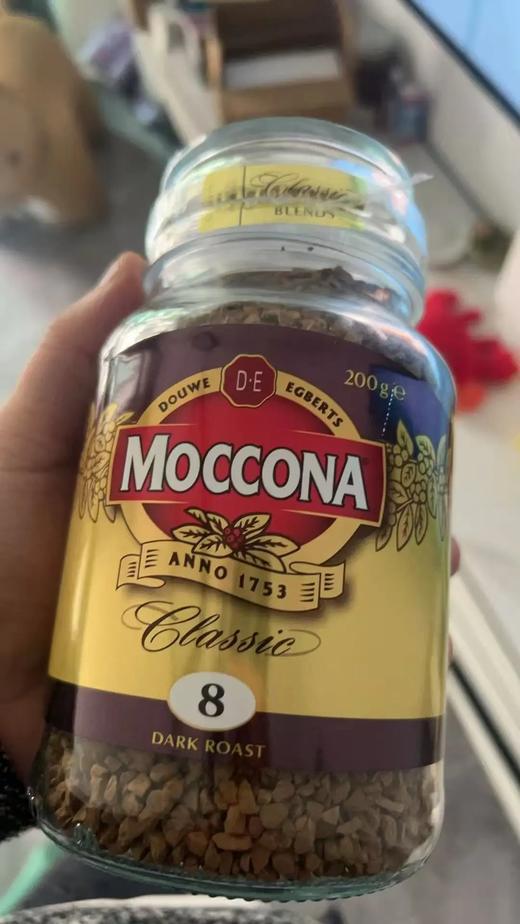 Classic
BLENDS
DOUWE D·E EGBERTS
200g e
MOCCONA
ANNO 1753
Classic
8
DARK ROAST